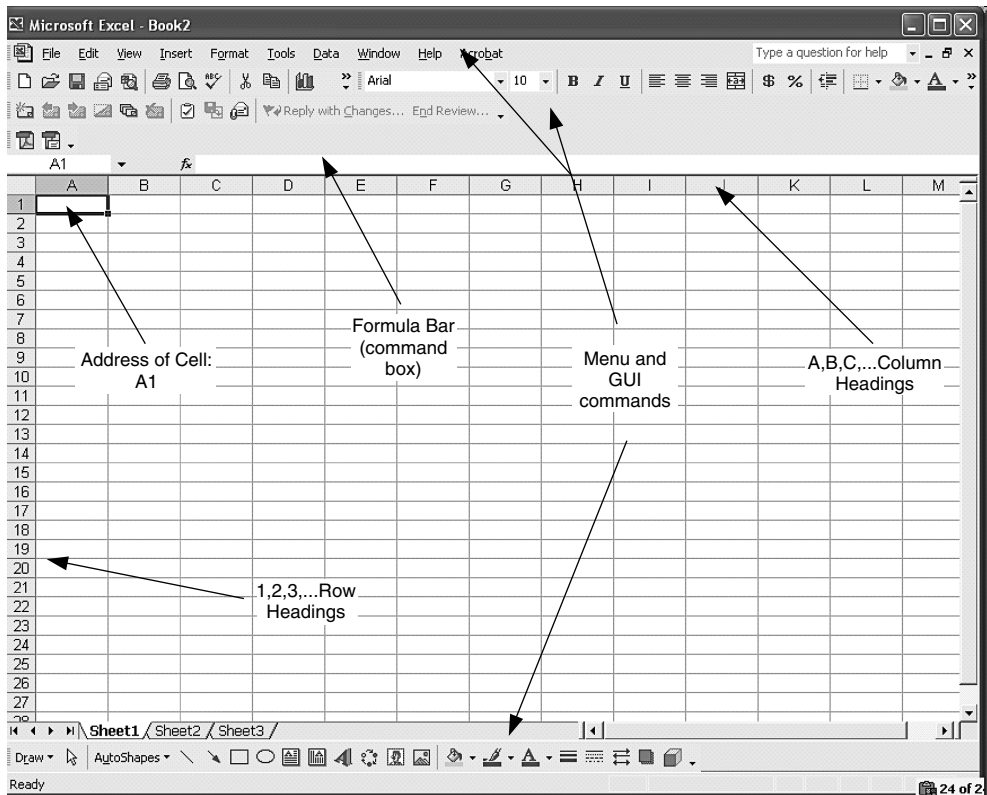 Microsoft Excel - Book2
File Edit View Insert Format Tools Data Window Help Acrobat Type a question for help
Arial 10 B I U $ %
Reply with Changes... End Review...
A1 fx
A B C D E F G H I J K L M
1
2
3
4
5
6
7
8
9
10
11
12
13
14
15
16
17
18
19
20
21
22
23
24
25
26
27
28
Address of Cell:
A1
Formula Bar
(command
box)
Menu and
GUI
commands
A,B,C,...Column
Headings
1,2,3,...Row
Headings
Sheet1 Sheet2 Sheet3
Draw AutoShapes A
Ready
24 of 2